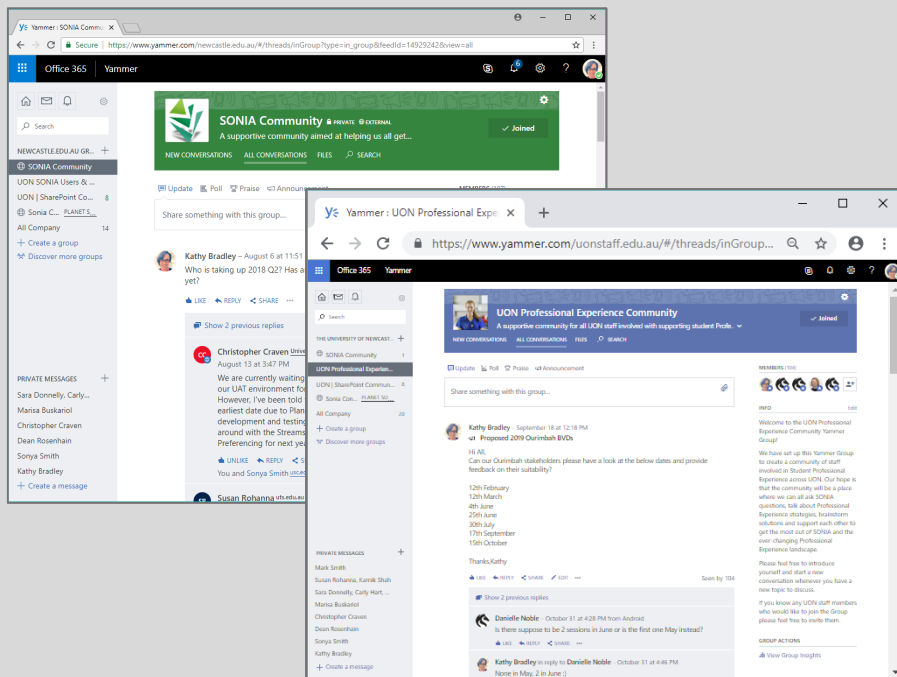 Yammer : SONIA Commu
Secure | https://www.yammer.com/newcastle.edu.au/#/threads/inGroup?type=in_group&feedId=14929242&view=all
Office 365 Yammer
6
?
Search
NEWCASTLE.EDU.AU GR...
SONIA Community
UON SONIA Users & ...
UON | SharePoint Co... 8
Sonia C... PLANET S...
All Company 14
+ Create a group
Discover more groups
PRIVATE MESSAGES
Sara Donnelly, Carly...
Marisa Buskariol
Christopher Craven
Dean Rosenhain
Sonya Smith
Kathy Bradley
+ Create a message
SONIA Community PRIVATE EXTERNAL
A supportive community aimed at helping us all get...
Joined
NEW CONVERSATIONS ALL CONVERSATIONS FILES SEARCH
Update Poll Praise
Share something with this group...
Kathy Bradley – August 6 at 11:51
Who is taking up 2018 Q2? Has a
yet?
LIKE REPLY SHARE ...
Show 2 previous replies
CC
Christopher Craven
August 13 at 3:47 PM
We are currently waiting
our UAT environment for
However, I've been told
earliest date due to Plan
development and testing
around with the Streams
Preferencing for next yea
UNLIKE REPLY S
You and Sonya Smith
Susan Rohanna uts.edu.au
Yammer : UON Professional Expe
https://www.yammer.com/uonstaff.edu.au/#/threads/inGroup...
Office 365 Yammer
?
Search
THE UNIVERSITY OF NEWCAST...
SONIA Community 1
UON Professional Experien...
UON | SharePoint Commun... 8
Sonia Con... PLANET SO...
All Company 28
+ Create a group
Discover more groups
PRIVATE MESSAGES
Mark Smith
Susan Rohanna, Kainik Shah
Sara Donnelly, Carly Hart, ...
Marisa Buskariol
Christopher Craven
Dean Rosenhain
Sonya Smith
Kathy Bradley
+ Create a message
UON Professional Experience Community
A supportive community for all UON staff involved with supporting student Profe..
Joined
NEW CONVERSATIONS ALL CONVERSATIONS FILES SEARCH
Update Poll Praise Announcement
Share something with this group...
Kathy Bradley - September 18 at 12:18 PM
Proposed 2019 Ourimbah BVDs
Hi All,
Can our Ourimbah stakeholders please have a look at the below dates and provide
feedback on their suitability?
12th February
12th March
4th June
25th June
30th July
17th September
15th October
Thanks,Kathy
LIKE REPLY SHARE EDIT ...
Seen by 104
Show 2 previous replies
Danielle Noble - October 31 at 4:28 PM from Android
Is there suppose to be 2 sessions in June or is the first one May instead?
LIKE REPLY SHARE ...
Kathy Bradley in reply to Danielle Noble - October 31 at 4:46 PM
None in May, 2 in June :)
MEMBERS (104)
INFO Edit
Welcome to the UON Professional
Experience Community Yammer
Group!
We have set up this Yammer Group
to create a community of staff
involved in Student Professional
Experience across UON. Our hope is
that the community will be a place
where we can all ask SONIA
questions, talk about Professional
Experience strategies, brainstorm
solutions and support each other to
get the most out of SONIA and the
ever-changing Professional
Experience landscape.
Please feel free to introduce
yourself and start a new
conversation whenever you have a
new topic to discuss.
If you know any UON staff members
who would like to join the Group
please feel free to invite them.
GROUP ACTIONS
View Group Insights